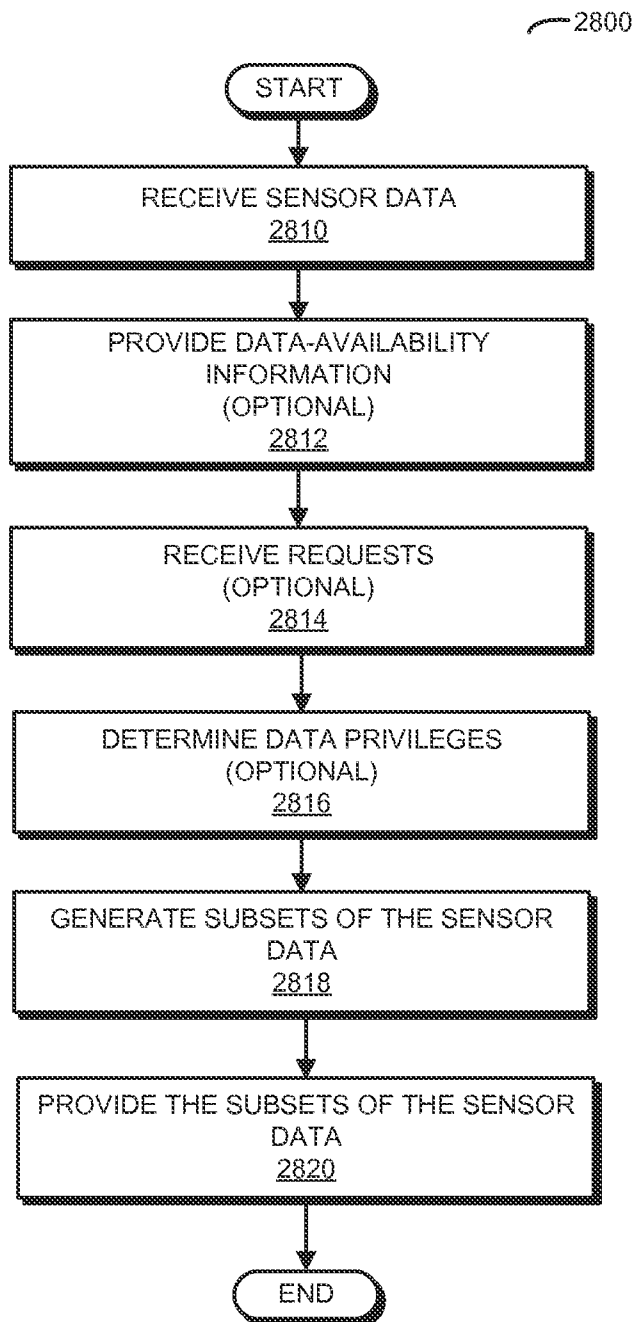 2800
START
RECEIVE SENSOR DATA
2810
PROVIDE DATA-AVAILABILITY
INFORMATION
(OPTIONAL)
2812
RECEIVE REQUESTS
(OPTIONAL)
2814
DETERMINE DATA PRIVILEGES
(OPTIONAL)
2816
GENERATE SUBSETS OF THE SENSOR
DATA
2818
PROVIDE THE SUBSETS OF THE SENSOR
DATA
2820
END